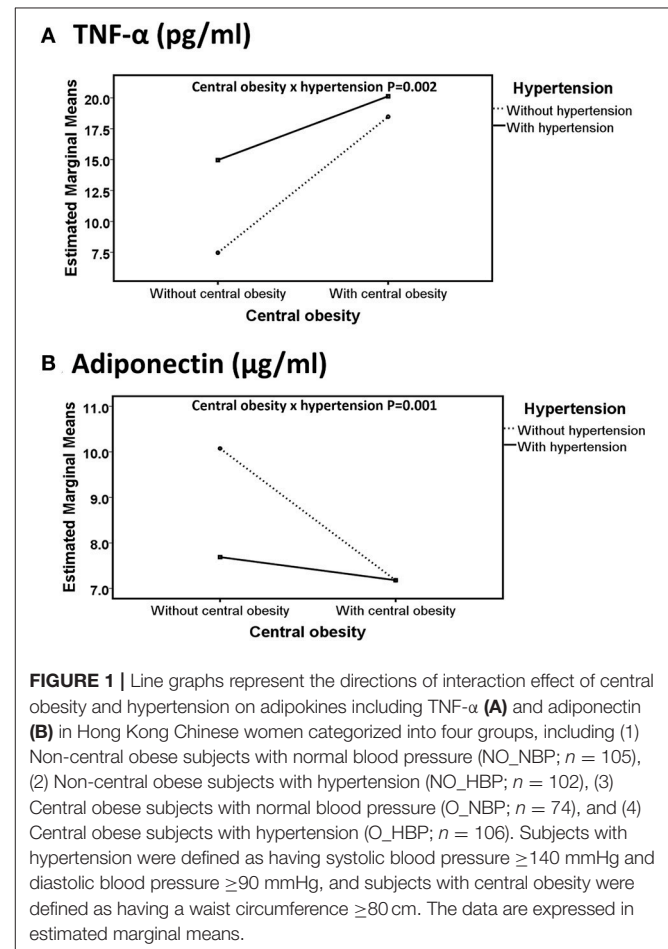 A TNF-α (pg/ml)
Central obesity x hypertension P=0.002
Hypertension
Without hypertension
With hypertension
Estimated Marginal Means
20.0
17.5
15.0
12.5
10.0
7.5
Without central obesity
With central obesity
Central obesity
B Adiponectin (μg/ml)
Central obesity x hypertension P=0.001
Hypertension
Without hypertension
With hypertension
Estimated Marginal Means
11.0
10.0
9.0
8.0
7.0
Without central obesity
With central obesity
Central obesity
FIGURE 1 | Line graphs represent the directions of interaction effect of central
obesity and hypertension on adipokines including TNF-α (A) and adiponectin
(B) in Hong Kong Chinese women categorized into four groups, including (1)
Non-central obese subjects with normal blood pressure (NO_NBP; n = 105),
(2) Non-central obese subjects with hypertension (NO_HBP; n = 102), (3)
Central obese subjects with normal blood pressure (O_NBP; n = 74), and (4)
Central obese subjects with hypertension (O_HBP; n = 106). Subjects with
hypertension were defined as having systolic blood pressure ≥140 mmHg and
diastolic blood pressure ≥90 mmHg, and subjects with central obesity were
defined as having a waist circumference ≥80 cm. The data are expressed in
estimated marginal means.